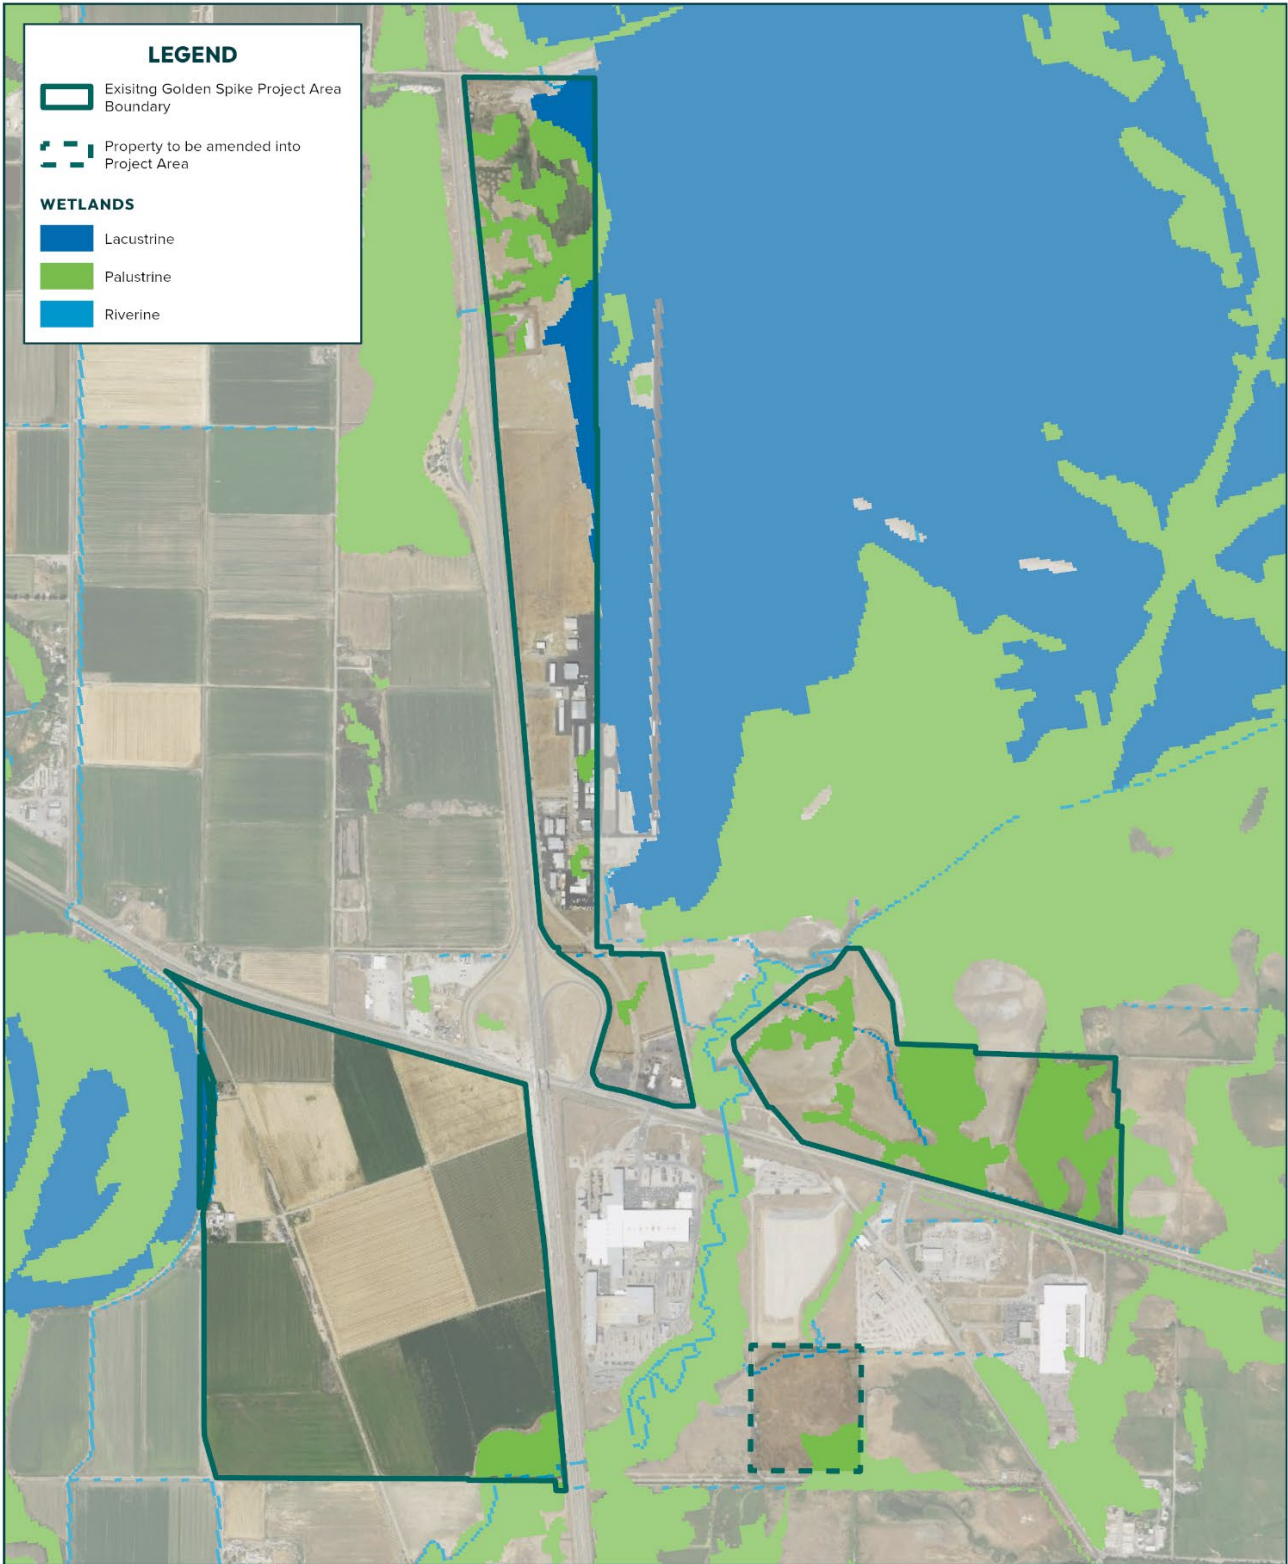 LEGEND
Exisitng Golden Spike Project Area
Boundary
Property to be amended into
Project Area
WETLANDS
Lacustrine
Palustrine
Riverine